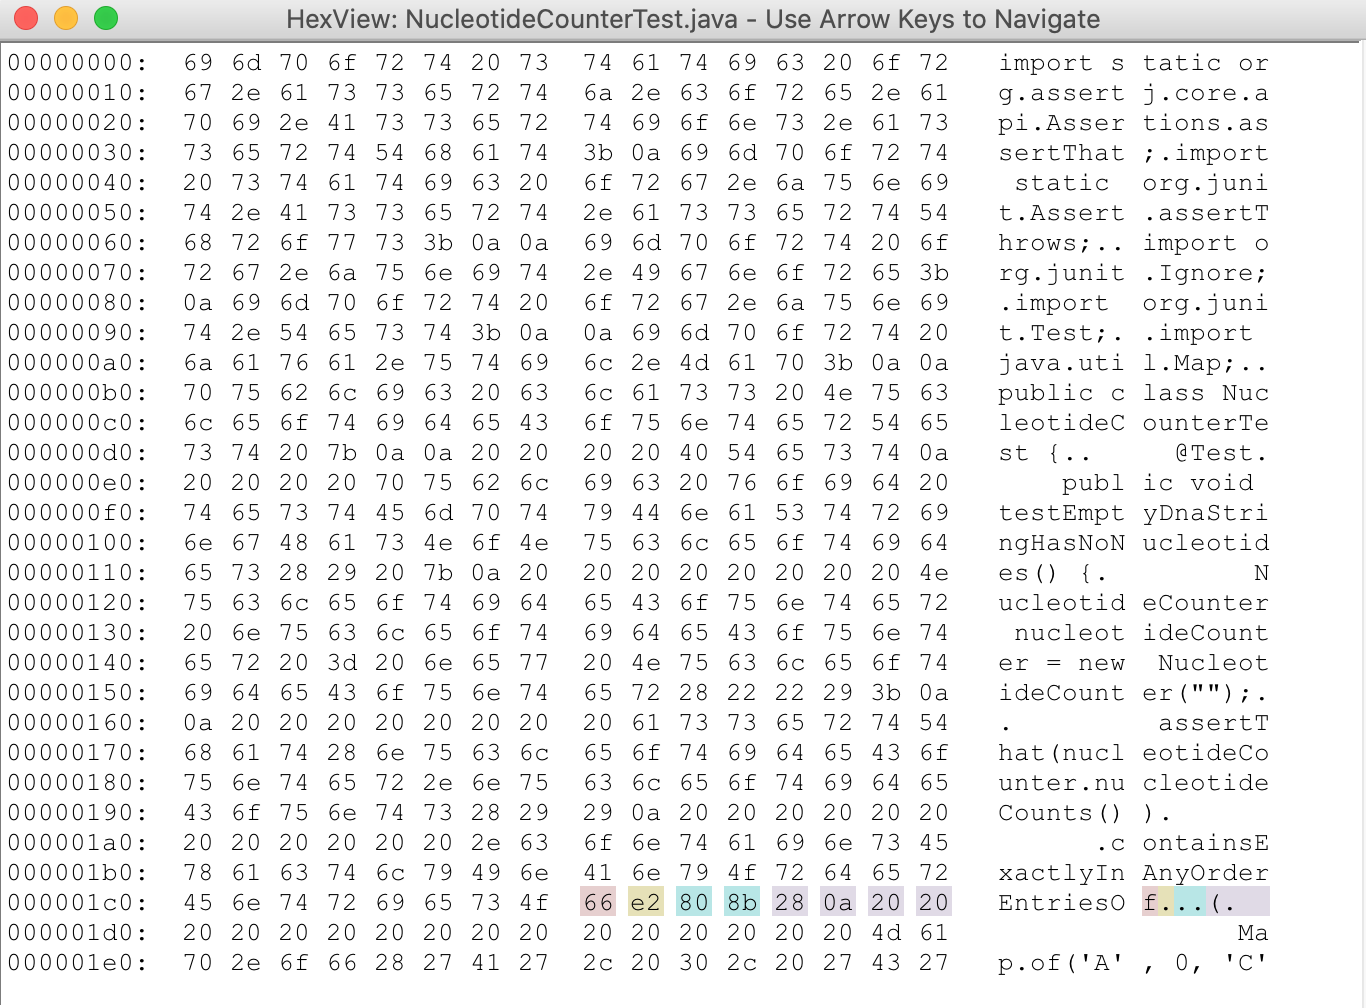 HexView: NucleotideCounterTest.java - Use Arrow Keys to Navigate
00000000: 69 6d 70 6f 72 74 20 73 74 61 74 69 63 20 6f 72 import s tatic or
00000010: 67 2e 61 73 73 65 72 74 6a 2e 63 6f 72 65 2e 61 g.assert j.core.a
00000020: 70 69 2e 41 73 73 65 72 74 69 6f 6e 73 2e 61 73 pi.Asser tions.as
00000030: 73 65 72 74 54 68 61 74 3b 0a 69 6d 70 6f 72 74 sertThat ;.import
00000040: 20 73 74 61 74 69 63 20 6f 72 67 2e 6a 75 6e 69 static org.juni
00000050: 74 2e 41 73 73 65 72 74 2e 61 73 73 65 72 74 54 t.Assert .assertT
00000060: 68 72 6f 77 73 3b 0a 0a 69 6d 70 6f 72 74 20 6f hrows;.. import o
00000070: 72 67 2e 6a 75 6e 69 74 2e 49 67 6e 6f 72 65 3b rg.junit .Ignore;
00000080: 0a 69 6d 70 6f 72 74 20 6f 72 67 2e 6a 75 6e 69 .import org.juni
00000090: 74 2e 54 65 73 74 3b 0a 0a 69 6d 70 6f 72 74 20 t.Test;. .import
000000a0: 6a 61 76 61 2e 75 74 69 6c 2e 4d 61 70 3b 0a 0a java.uti l.Map;..
000000b0: 70 75 62 6c 69 63 20 63 6c 61 73 73 20 4e 75 63 public c lass Nuc
000000c0: 6c 65 6f 74 69 64 65 43 6f 75 6e 74 65 72 54 65 leotideC ounterTe
000000d0: 73 74 20 7b 0a 0a 20 20 20 20 40 54 65 73 74 0a st {.. @Test.
000000e0: 20 20 20 20 70 75 62 6c 69 63 20 76 6f 69 64 20 publ ic void
000000f0: 74 65 73 74 45 6d 70 74 79 44 6e 61 53 74 72 69 testEmpt yDnaStri
00000100: 6e 67 48 61 73 4e 6f 4e 75 63 6c 65 6f 74 69 64 ngHasNoN ucleotid
00000110: 65 73 28 29 20 7b 0a 20 20 20 20 20 20 20 20 4e es() {. N
00000120: 75 63 6c 65 6f 74 69 64 65 43 6f 75 6e 74 65 72 ucleotid eCounter
00000130: 20 6e 75 63 6c 65 6f 74 69 64 65 43 6f 75 6e 74 nucleot ideCount
00000140: 65 72 20 3d 20 6e 65 77 20 4e 75 63 6c 65 6f 74 er = new Nucleot
00000150: 69 64 65 43 6f 75 6e 74 65 72 28 22 22 29 3b 0a ideCount er("");.
00000160: 0a 20 20 20 20 20 20 20 20 61 73 73 65 72 74 54 . assertT
00000170: 68 61 74 28 6e 75 63 6c 65 6f 74 69 64 65 43 6f hat(nucl eotideCo
00000180: 75 6e 74 65 72 2e 6e 75 63 6c 65 6f 74 69 64 65 unter.nu cleotide
00000190: 43 6f 75 6e 74 73 28 29 29 0a 20 20 20 20 20 20 Counts() ).
000001a0: 20 20 20 20 20 20 2e 63 6f 6e 74 61 69 6e 73 45 .c ontainsE
000001b0: 78 61 63 74 6c 79 49 6e 41 6e 79 4f 72 64 65 72 xactlyIn AnyOrder
000001c0: 45 6e 74 72 69 65 73 4f 66 e2 80 8b 28 0a 20 20 EntriesO f...(.
000001d0: 20 20 20 20 20 20 20 20 20 20 20 20 20 20 4d 61 Ma
000001e0: 70 2e 6f 66 28 27 41 27 2c 20 30 2c 20 27 43 27 p.of('A' , 0, 'C'